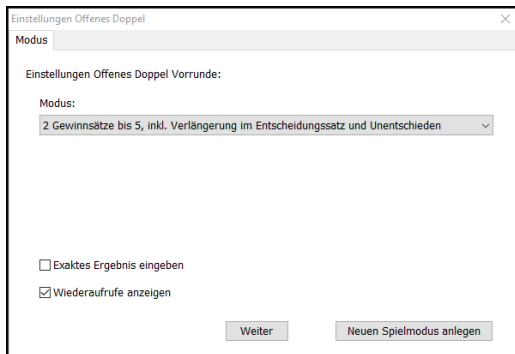 Einstellungen Offenes Doppel
Modus
Einstellungen Offenes Doppel Vorrunde:
Modus:
2 Gewinnsätze bis 5, inkl. Verlängerung im Entscheidungssatz und Unentschieden
Exaktes Ergebnis eingeben
Wiederaufrufe anzeigen
Weiter Neuen Spielmodus anlegen